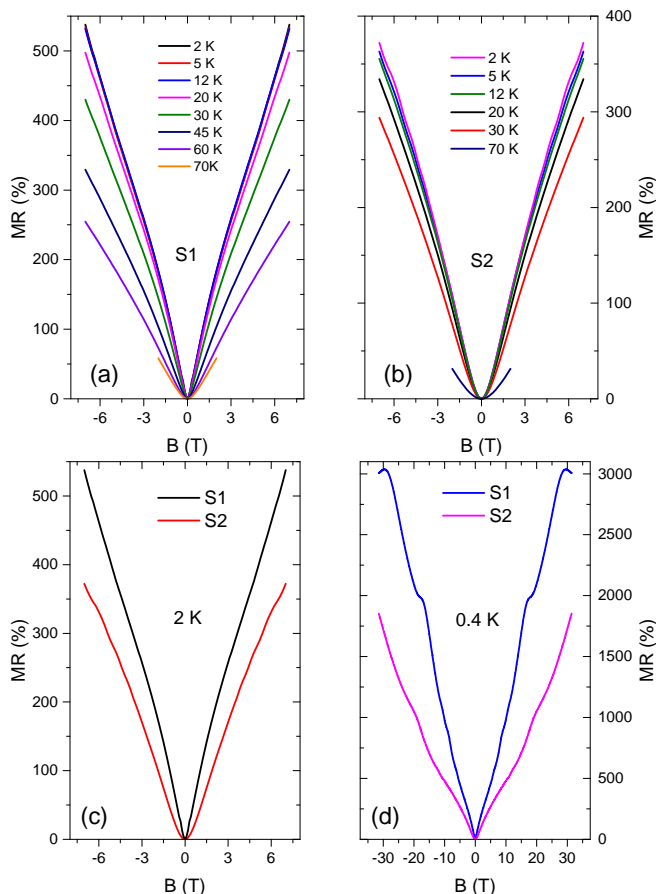 500
400
300
200
100
0
MR (%)
2 K
5 K
12 K
20 K
30 K
45 K
60 K
70K
S1
(a)
-6 -3 0 3 6
B (T)
400
300
200
100
0
MR (%)
2 K
5 K
12 K
20 K
30 K
70 K
S2
(b)
-6 -3 0 3 6
B (T)
500
400
300
200
100
0
MR (%)
S1
S2
2 K
(c)
-6 -3 0 3 6
B (T)
3000
2500
2000
1500
1000
500
0
MR (%)
S1
S2
0.4 K
(d)
-30 -20 -10 0 10 20 30
B (T)